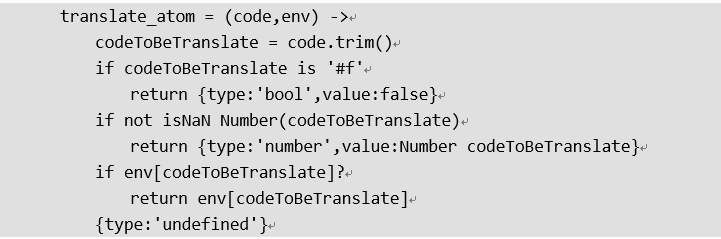 translate_atom = (code,env) ->
codeToBeTranslate = code.trim()
if codeToBeTranslate is '#f'
return {type:'bool',value:false}
if not isNaN Number(codeToBeTranslate)
return {type:'number',value:Number codeToBeTranslate}
if env[codeToBeTranslate]?
return env[codeToBeTranslate]
{type:'undefined'}